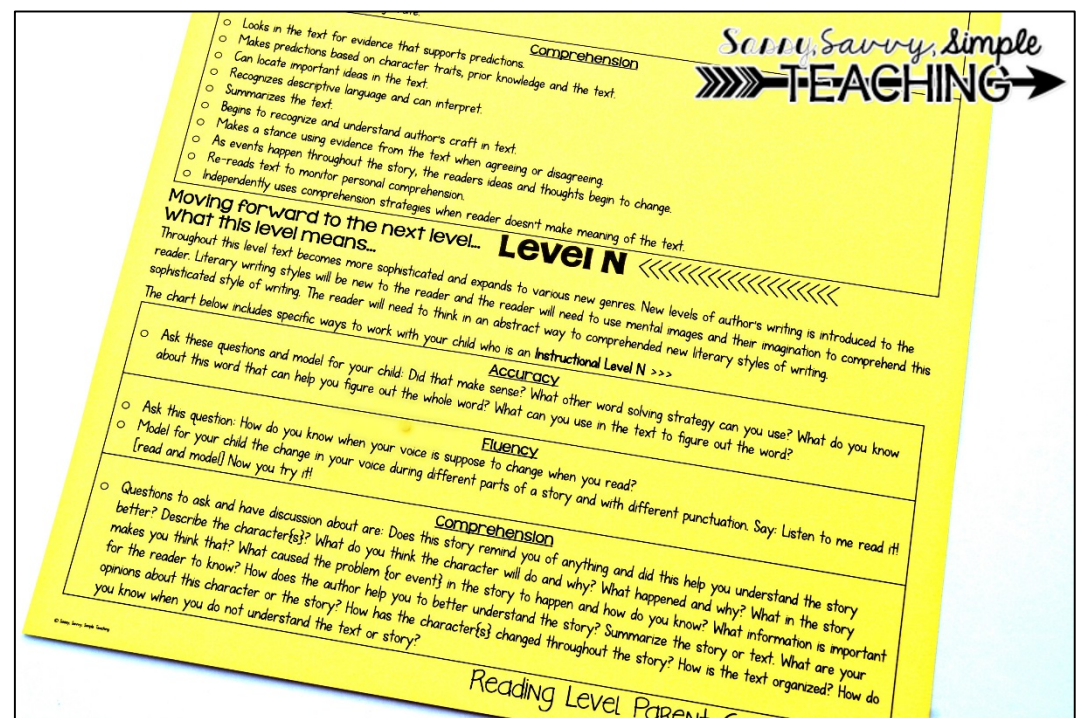 Sassy, Savvy, Simple
TEACHING
Comprehension
Looks in the text for evidence that supports predictions.
Makes predictions based on character traits, prior knowledge and the text.
Can locate important ideas in the text.
Recognizes descriptive language and can interpret.
Summarizes the text.
Begins to recognize and understand author's craft in text.
Makes a stance using evidence from the text when agreeing or disagreeing.
As events happen throughout the story, the readers ideas and thoughts begin to change.
Re-reads text to monitor personal comprehension.
Independently uses comprehension strategies when reader doesn't make meaning of the text.
Moving forward to the next level... Level N
What this level means...
Throughout this level text becomes more sophisticated and expands to various new genres. New levels of author's writing is introduced to the
reader. Literary writing styles will be new to the reader and the reader will need to use mental images and their imagination to comprehend this
sophisticated style of writing. The reader will need to think in an abstract way to comprehended new literary styles of writing.
The chart below includes specific ways to work with your child who is an Instructional Level N >>>
Accuracy
Ask these questions and model for your child: Did that make sense? What other word solving strategy can you use? What do you know
about this word that can help you figure out the whole word? What can you use in the text to figure out the word?
Fluency
Ask this question: How do you know when your voice is suppose to change when you read?
Model for your child the change in your voice during different parts of a story and with different punctuation. Say: Listen to me read it!
[read and model] Now you try it!
Comprehension
Questions to ask and have discussion about are: Does this story remind you of anything and did this help you understand the story
better? Describe the character{s}? What do you think the character will do and why? What happened and why? What in the story
makes you think that? What caused the problem {or event} in the story to happen and how do you know? What information is important
for the reader to know? How does the author help you to better understand the story? Summarize the story or text. What are your
opinions about this character or the story? How has the character{s} changed throughout the story? How is the text organized? How do
you know when you do not understand the text or story?
© Sassy, Savvy, Simple Teaching
Reading Level Parent